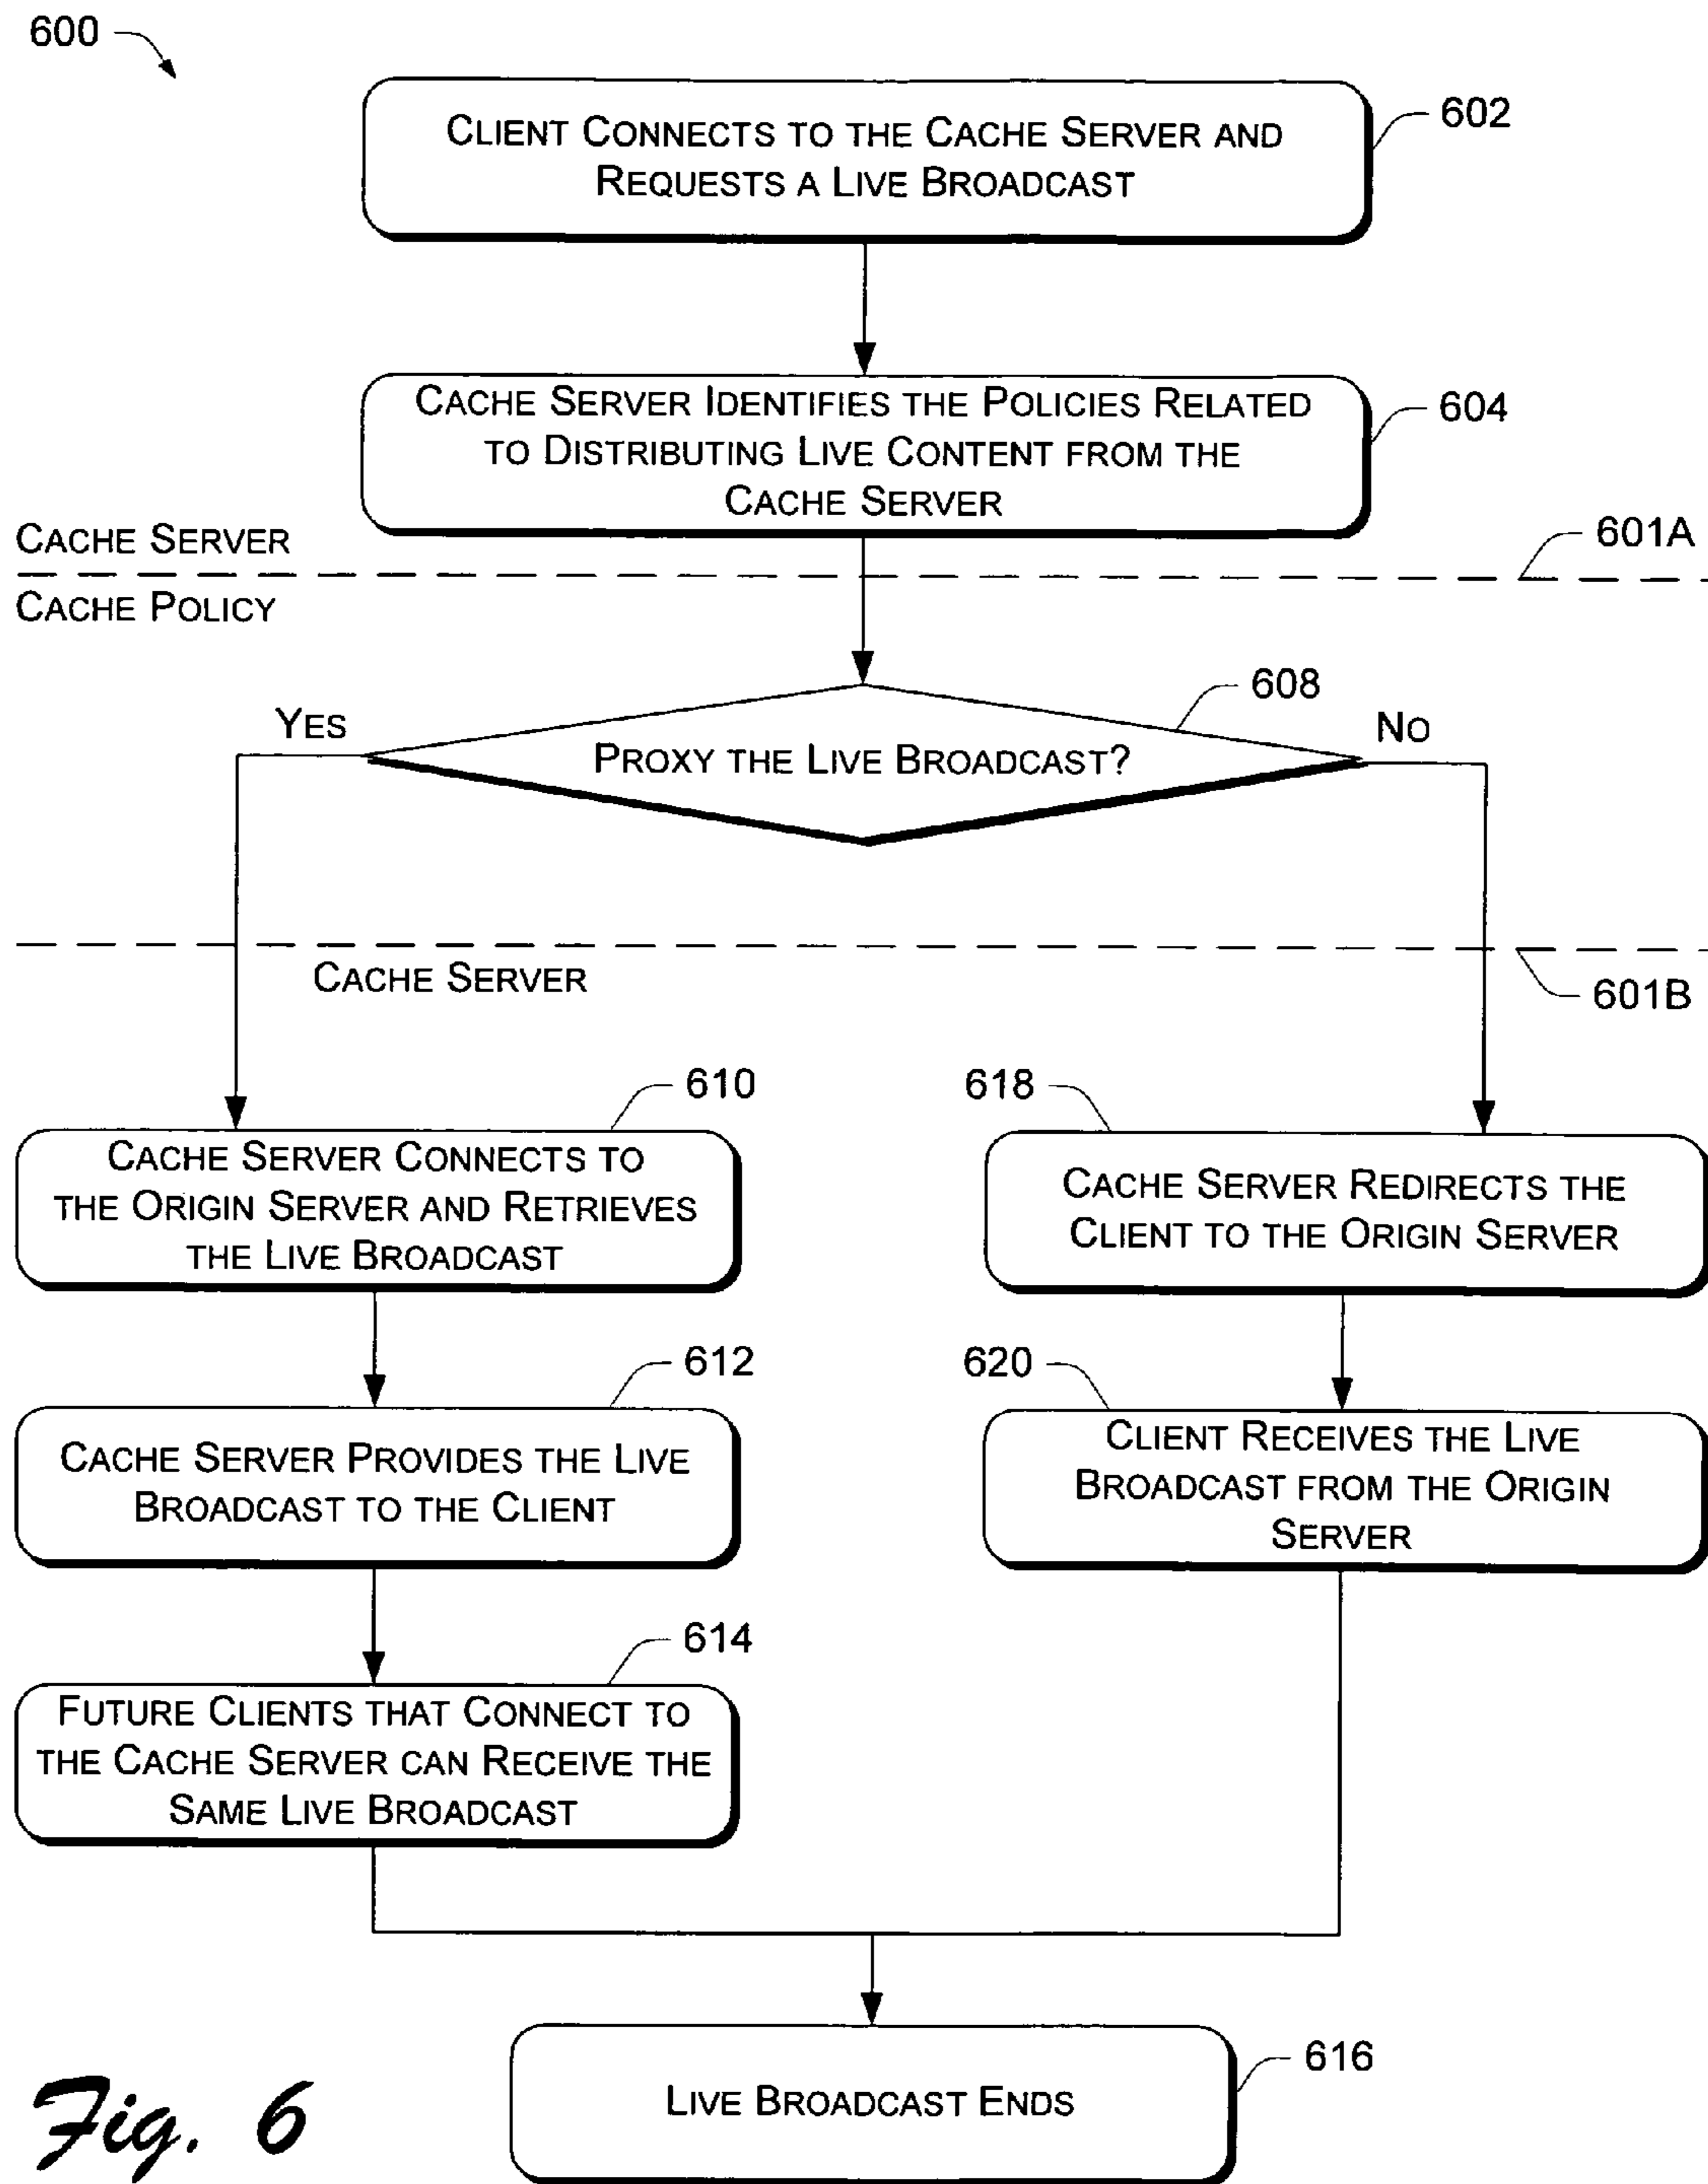 600
CLIENT CONNECTS TO THE CACHE SERVER AND
REQUESTS A LIVE BROADCAST
602
CACHE SERVER IDENTIFIES THE POLICIES RELATED
TO DISTRIBUTING LIVE CONTENT FROM THE
CACHE SERVER
604
CACHE SERVER
601A
CACHE POLICY
608
YES
NO
PROXY THE LIVE BROADCAST?
CACHE SERVER
601B
610
CACHE SERVER CONNECTS TO
THE ORIGIN SERVER AND RETRIEVES
THE LIVE BROADCAST
618
CACHE SERVER REDIRECTS THE
CLIENT TO THE ORIGIN SERVER
612
CACHE SERVER PROVIDES THE LIVE
BROADCAST TO THE CLIENT
620
CLIENT RECEIVES THE LIVE
BROADCAST FROM THE ORIGIN
SERVER
614
FUTURE CLIENTS THAT CONNECT TO
THE CACHE SERVER CAN RECEIVE THE
SAME LIVE BROADCAST
LIVE BROADCAST ENDS
616
Fig. 6